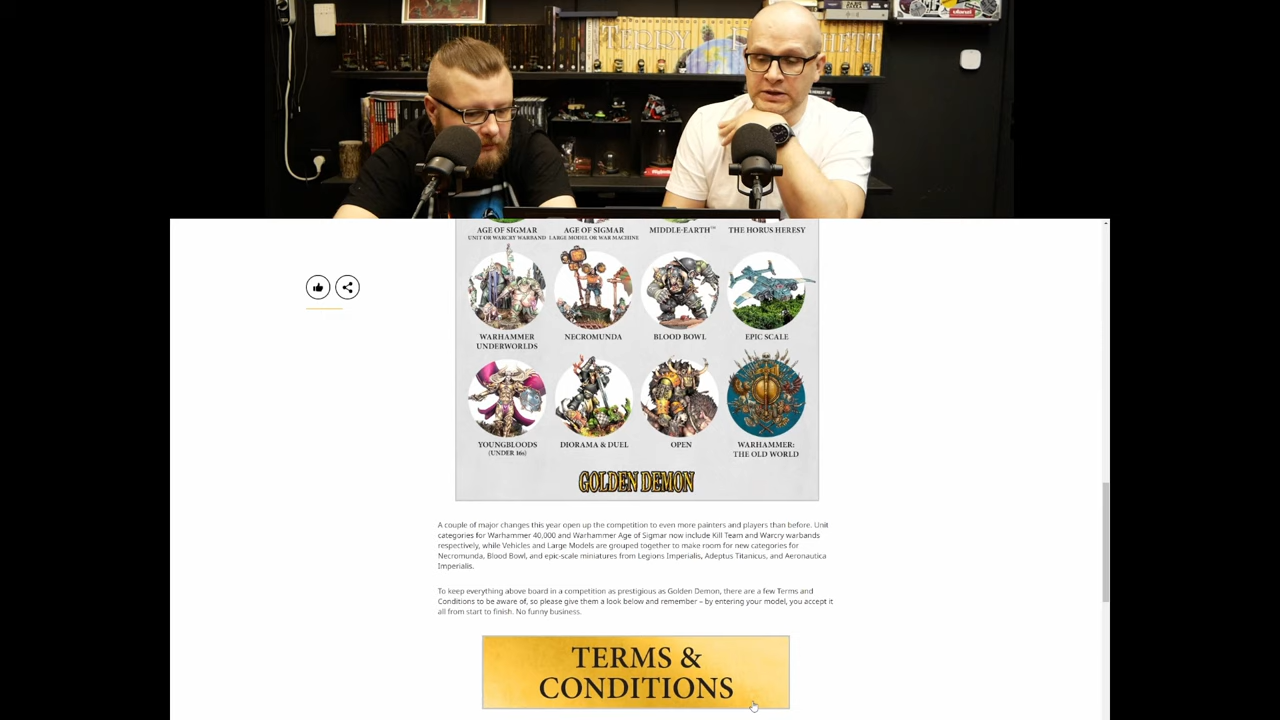 TERRY PRATCHETT
AGE OF SIGMAR
UNIT OR WARCRY WARBAND
AGE OF SIGMAR
LARGE MODEL OR WAR MACHINE
MIDDLE-EARTH™
THE HORUS HERESY
WARHAMMER
UNDERWORLDS
NECROMUNDA
BLOOD BOWL
EPIC SCALE
YOUNGBLOODS
(UNDER 16s)
DIORAMA & DUEL
OPEN
WARHAMMER:
THE OLD WORLD
GOLDEN DEMON
A couple of major changes this year open up the competition to even more painters and players than before. Unit
categories for Warhammer 40,000 and Warhammer Age of Sigmar now include Kill Team and Warcry warbands
respectively, while Vehicles and Large Models are grouped together to make room for new categories for
Necromunda, Blood Bowl, and epic-scale miniatures from Legions Imperialis, Adeptus Titanicus, and Aeronautica
Imperialis.
To keep everything above board in a competition as prestigious as Golden Demon, there are a few Terms and
Conditions to be aware of, so please give them a look below and remember – by entering your model, you accept it
all from start to finish. No funny business.
TERMS &
CONDITIONS